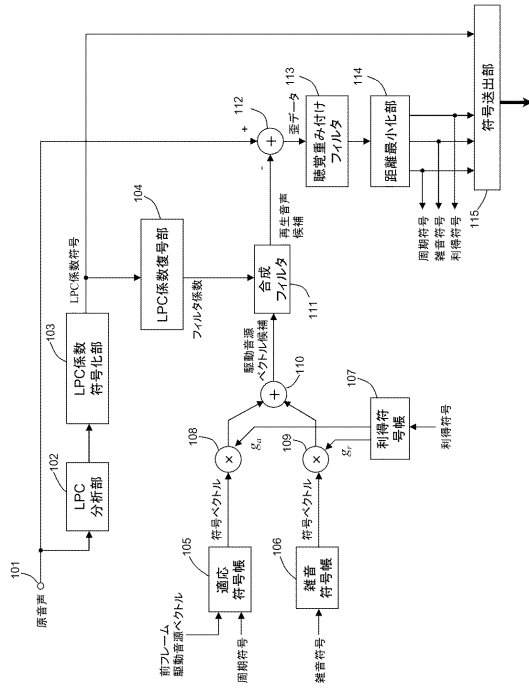 原音声
101
102
LPC
分析部
103
LPC係数
符号化部
LPC係数符号
104
LPC係数復号部
フィルタ係数
前フレーム
駆動音源ベクトル
周期符号
105
適応
符号帳
符号ベクトル
108
×
gₐ
雑音符号
106
雑音
符号帳
符号ベクトル
109
×
gᵣ
107
利得符
号帳
利得符号
110
+
駆動音源
ベクトル候補
合成
フィルタ
111
再生音声
候補
112
+
-
+
歪データ
113
聴覚重み付け
フィルタ
114
距離最小化部
周期符号
雑音符号
利得符号
115
符号送出部